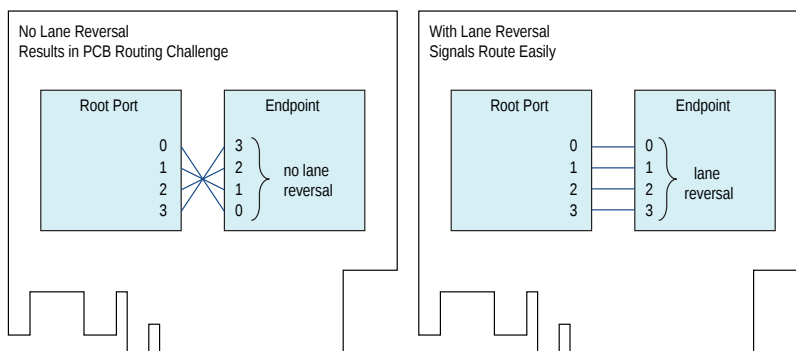 No Lane Reversal
Results in PCB Routing Challenge
Root Port
Endpoint
0
1
2
3
3
2
1
0
no lane
reversal
With Lane Reversal
Signals Route Easily
Root Port
Endpoint
0
1
2
3
0
1
2
3
lane
reversal